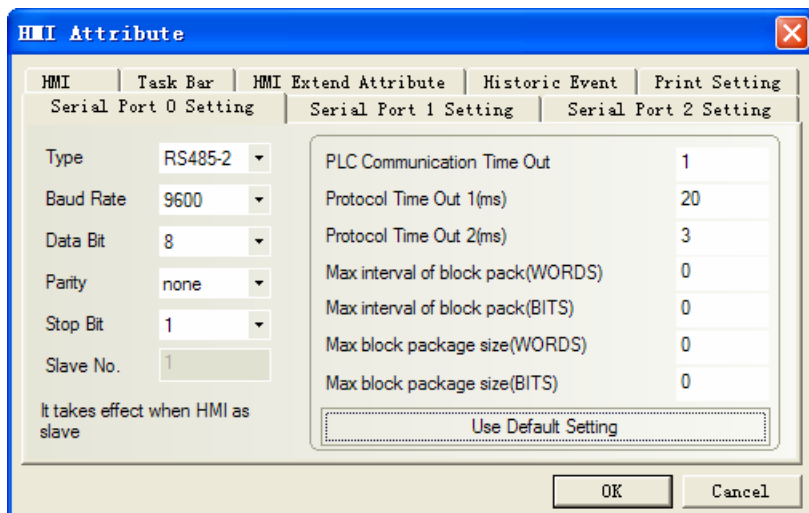 HMI Attribute
HMI
Task Bar
HMI Extend Attribute
Historic Event
Print Setting
Serial Port 0 Setting
Serial Port 1 Setting
Serial Port 2 Setting
Type
RS485-2
Baud Rate
9600
Data Bit
8
Parity
none
Stop Bit
1
Slave No.
1
It takes effect when HMI as
slave
PLC Communication Time Out
1
Protocol Time Out 1(ms)
20
Protocol Time Out 2(ms)
3
Max interval of block pack(WORDS)
0
Max interval of block pack(BITS)
0
Max block package size(WORDS)
0
Max block package size(BITS)
0
Use Default Setting
OK
Cancel